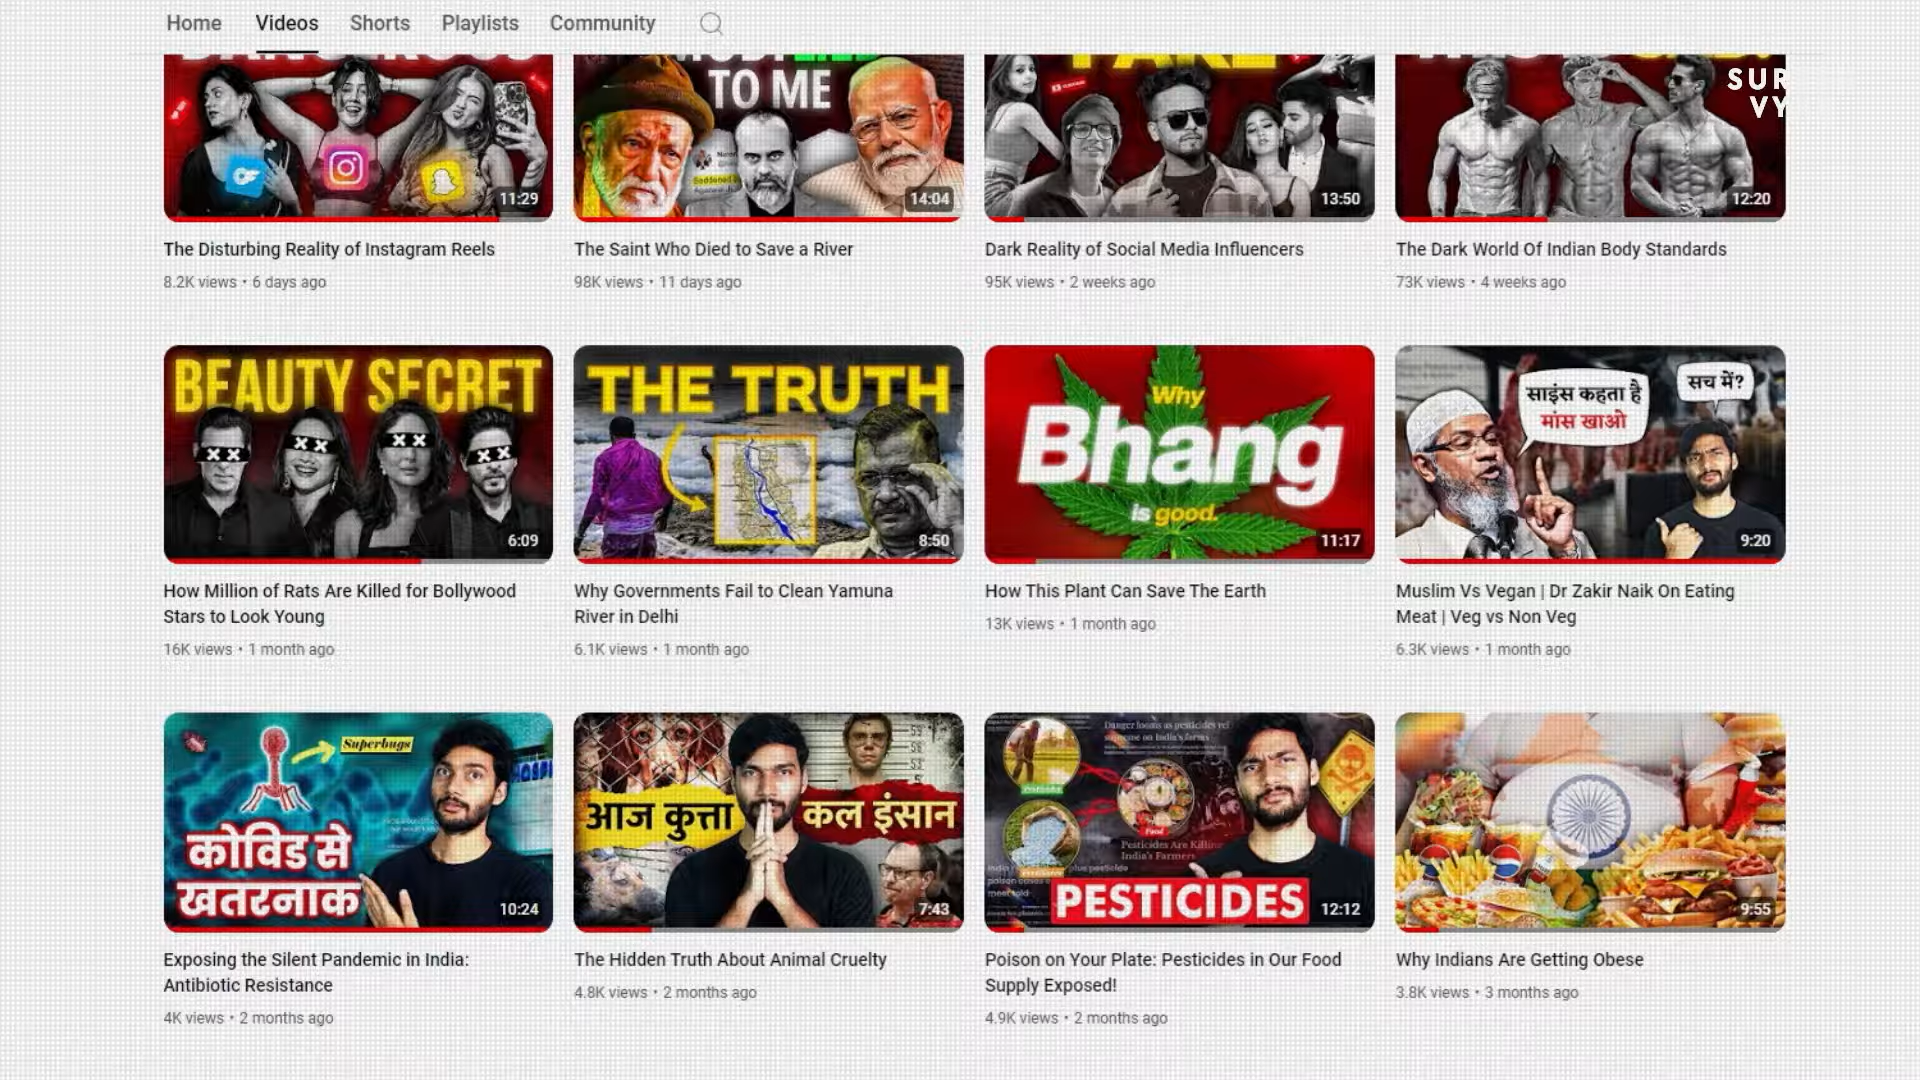 Home Videos Shorts Playlists Community
TO ME
SUR
VY
11:29
14:04
13:50
12:20
The Disturbing Reality of Instagram Reels
8.2K views • 6 days ago
The Saint Who Died to Save a River
98K views • 11 days ago
Dark Reality of Social Media Influencers
95K views • 2 weeks ago
The Dark World Of Indian Body Standards
73K views • 4 weeks ago
BEAUTY SECRET
6:09
THE TRUTH
8:50
Why
Bhang
is good.
11:17
साइंस कहता है
मांस खाओ
सच में?
9:20
How Million of Rats Are Killed for Bollywood
Stars to Look Young
16K views • 1 month ago
Why Governments Fail to Clean Yamuna
River in Delhi
6.1K views • 1 month ago
How This Plant Can Save The Earth
13K views • 1 month ago
Muslim Vs Vegan | Dr Zakir Naik On Eating
Meat | Veg vs Non Veg
6.3K views • 1 month ago
Superbugs
कोविड से
खतरनाक
10:24
आज कुत्ता
कल इंसान
7:43
Pesticides Are Killing
India's Farmers
Food
PESTICIDES
12:12
9:55
Exposing the Silent Pandemic in India:
Antibiotic Resistance
4K views • 2 months ago
The Hidden Truth About Animal Cruelty
4.8K views • 2 months ago
Poison on Your Plate: Pesticides in Our Food
Supply Exposed!
4.9K views • 2 months ago
Why Indians Are Getting Obese
3.8K views • 3 months ago